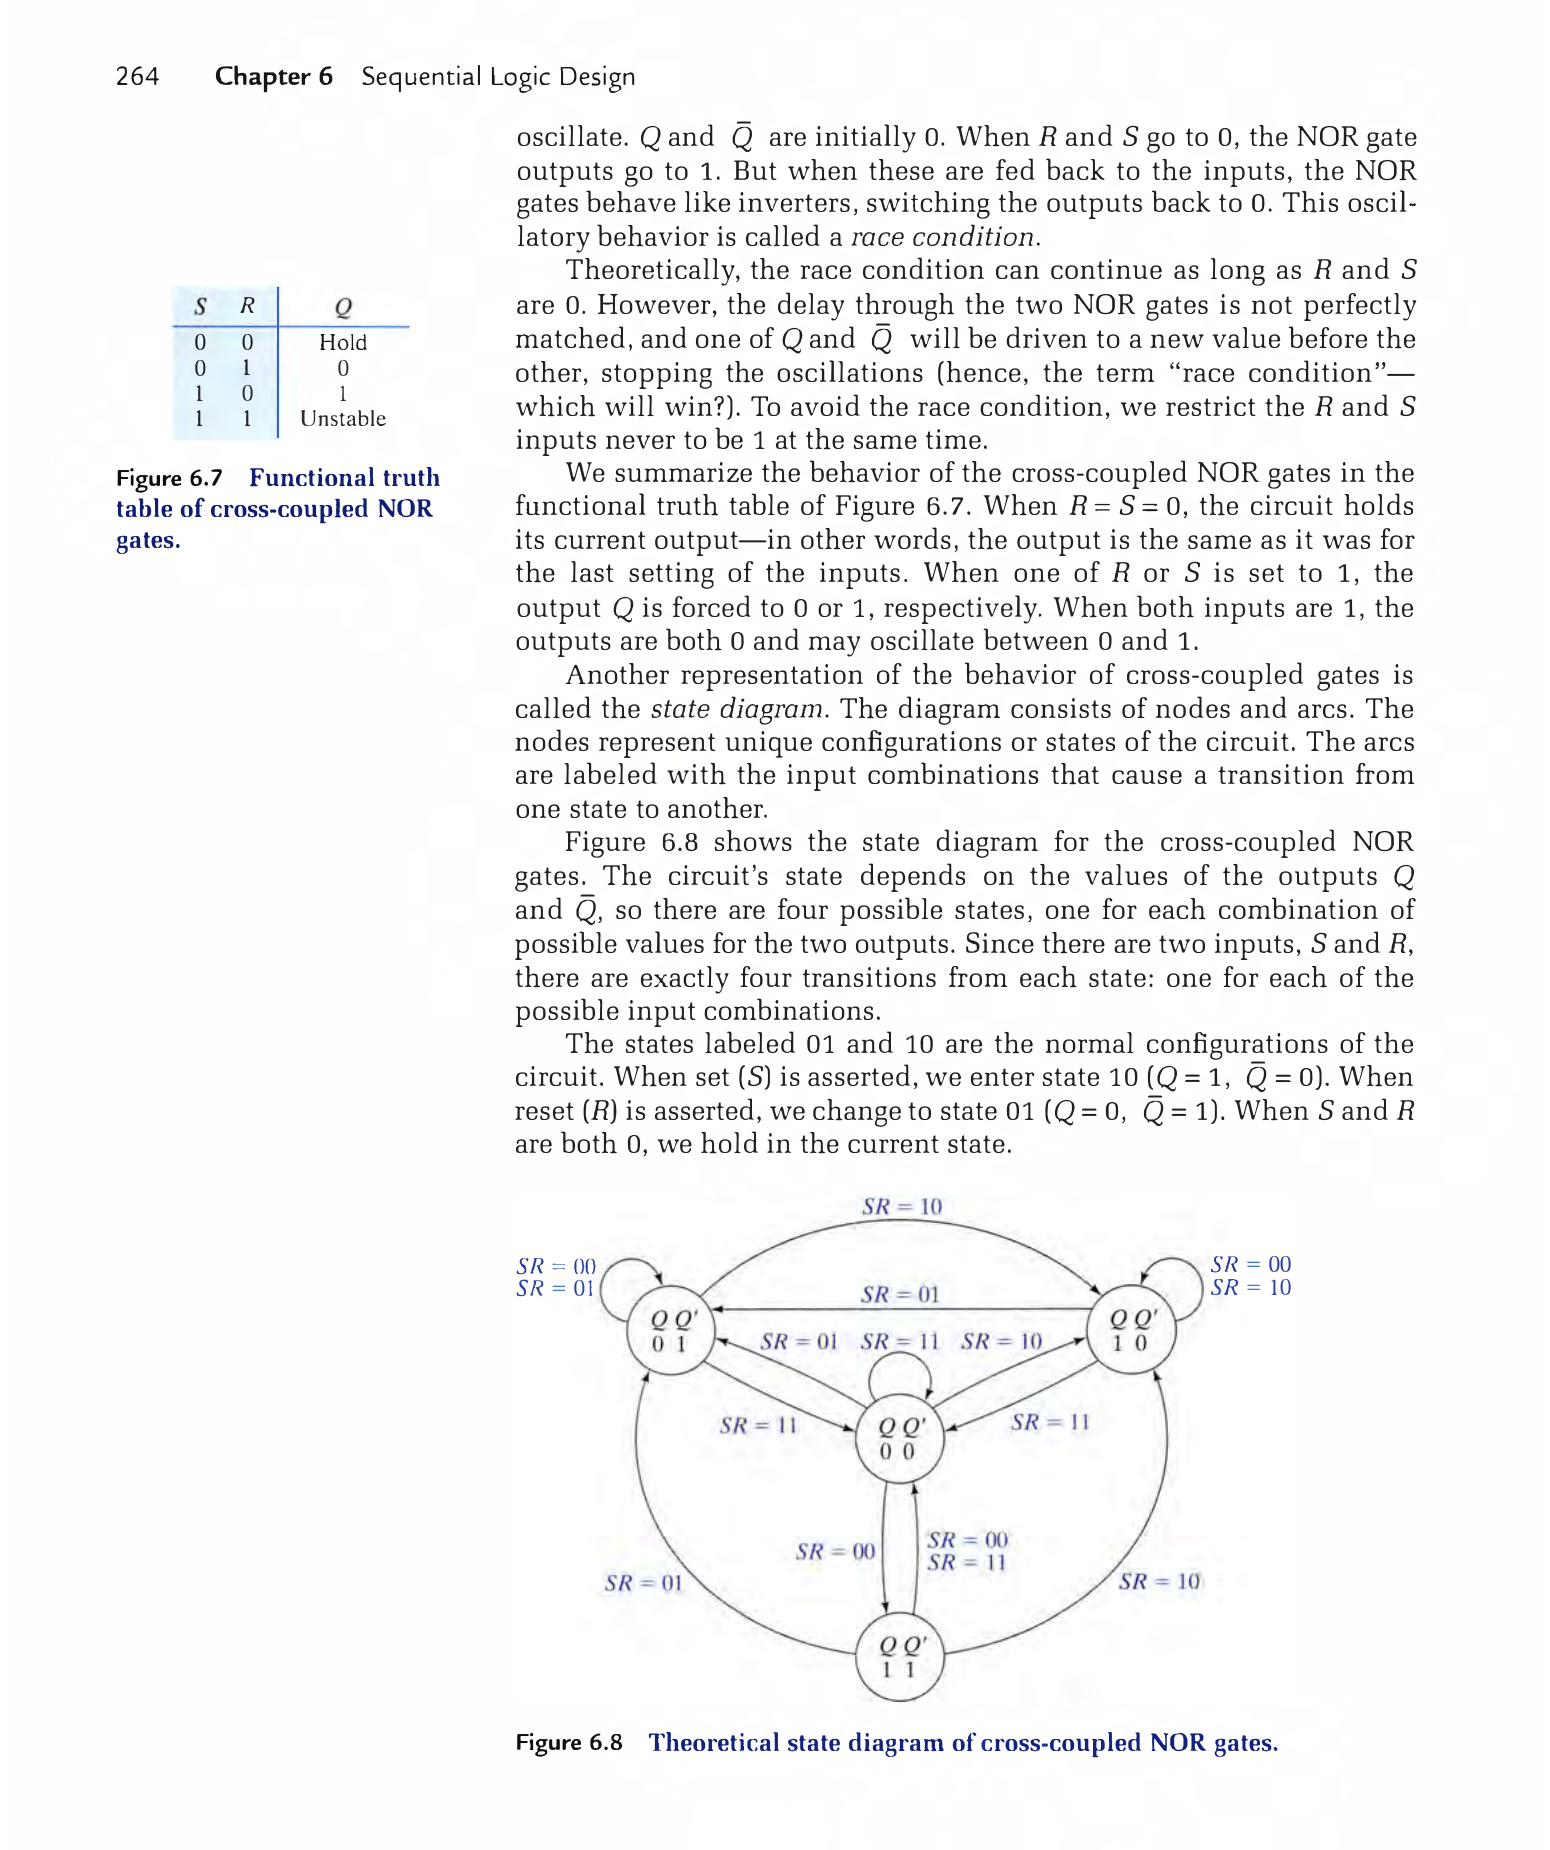 264 Chapter 6 Sequential Logic Design
oscillate. Q and Q̄ are initially 0. When R and S go to 0, the NOR gate
outputs go to 1. But when these are fed back to the inputs, the NOR
gates behave like inverters, switching the outputs back to 0. This oscil-
latory behavior is called a race condition.
Theoretically, the race condition can continue as long as R and S
are 0. However, the delay through the two NOR gates is not perfectly
matched, and one of Q and Q̄ will be driven to a new value before the
other, stopping the oscillations (hence, the term “race condition”—
which will win?). To avoid the race condition, we restrict the R and S
inputs never to be 1 at the same time.
S R Q
0 0 Hold
0 1 0
1 0 1
1 1 Unstable
Figure 6.7 Functional truth
table of cross-coupled NOR
gates.
We summarize the behavior of the cross-coupled NOR gates in the
functional truth table of Figure 6.7. When R = S = 0, the circuit holds
its current output—in other words, the output is the same as it was for
the last setting of the inputs. When one of R or S is set to 1, the
output Q is forced to 0 or 1, respectively. When both inputs are 1, the
outputs are both 0 and may oscillate between 0 and 1.
Another representation of the behavior of cross-coupled gates is
called the state diagram. The diagram consists of nodes and arcs. The
nodes represent unique configurations or states of the circuit. The arcs
are labeled with the input combinations that cause a transition from
one state to another.
Figure 6.8 shows the state diagram for the cross-coupled NOR
gates. The circuit’s state depends on the values of the outputs Q
and Q̄, so there are four possible states, one for each combination of
possible values for the two outputs. Since there are two inputs, S and R,
there are exactly four transitions from each state: one for each of the
possible input combinations.
The states labeled 01 and 10 are the normal configurations of the
circuit. When set (S) is asserted, we enter state 10 (Q = 1, Q̄ = 0). When
reset (R) is asserted, we change to state 01 (Q = 0, Q̄ = 1). When S and R
are both 0, we hold in the current state.
SR = 10
SR = 00
SR = 01
SR = 00
SR = 10
SR = 01
Q Q'
0 1
Q Q'
1 0
SR = 01 SR = 11 SR = 10
SR = 11
Q Q'
0 0
SR = 11
SR = 00
SR = 00
SR = 11
SR = 01
SR = 10
Q Q'
1 1
Figure 6.8 Theoretical state diagram of cross-coupled NOR gates.